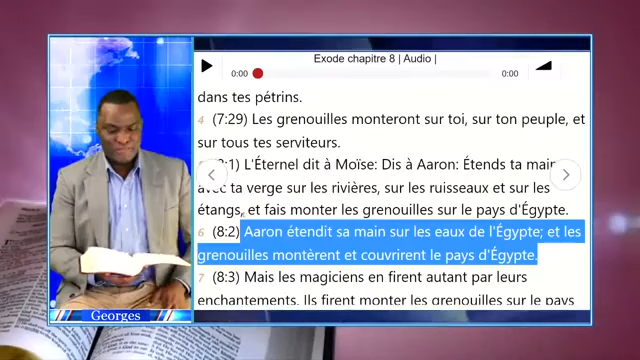 Exode chapitre 8 | Audio |
0:00
0:00
dans tes pétrins.
4 (7:29) Les grenouilles monteront sur toi, sur ton peuple, et
sur tous tes serviteurs.
:1) L'Éternel dit à Moïse: Dis à Aaron: Étends ta main
avec ta verge sur les rivières, sur les ruisseaux et sur les
étangs, et fais monter les grenouilles sur le pays d'Égypte.
6 (8:2) Aaron étendit sa main sur les eaux de l'Égypte; et les
grenouilles montèrent et couvrirent le pays d'Égypte.
7 (8:3) Mais les magiciens en firent autant par leurs
enchantements. Ils firent monter les grenouilles sur le pays
Georges